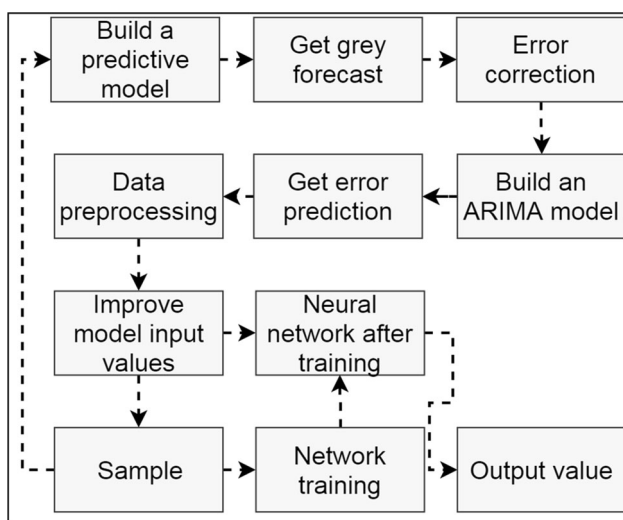 Build a
predictive
model
Get grey
forecast
Error
correction
Data
preprocessing
Get error
prediction
Build an
ARIMA model
Improve
model input
values
Neural
network after
training
Sample
Network
training
Output value